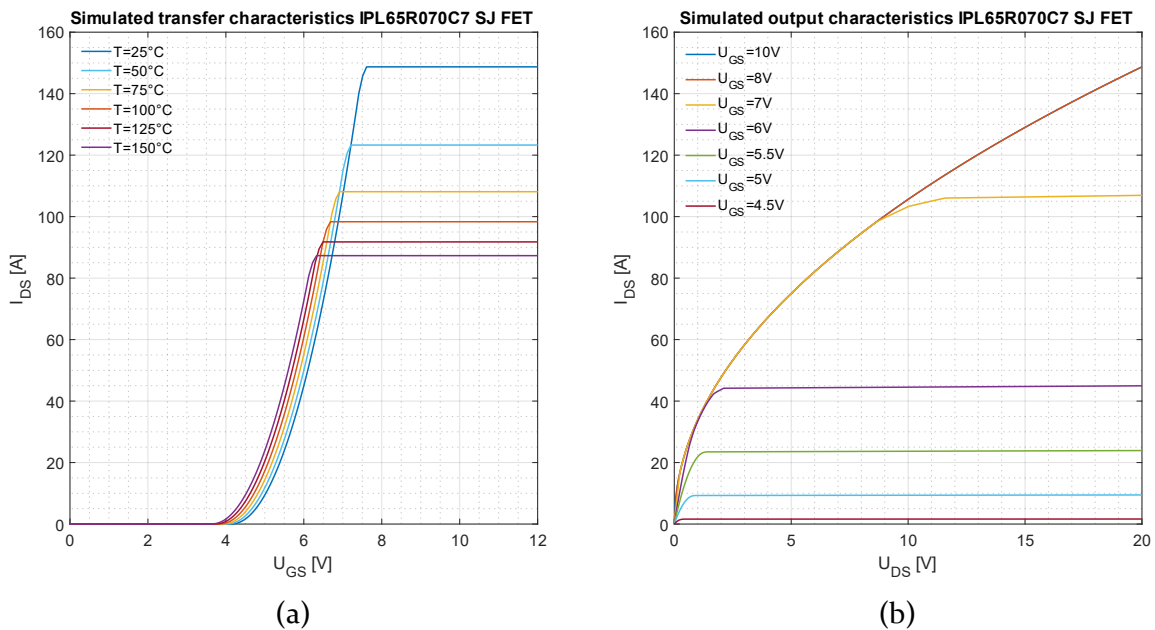 Simulated transfer characteristics IPL65R070C7 SJ FET
160
140
120
100
80
60
40
20
0
I_DS [A]
T=25°C
T=50°C
T=75°C
T=100°C
T=125°C
T=150°C
0 2 4 6 8 10 12
U_GS [V]
(a)
Simulated output characteristics IPL65R070C7 SJ FET
160
140
120
100
80
60
40
20
0
I_DS [A]
U_GS=10V
U_GS=8V
U_GS=7V
U_GS=6V
U_GS=5.5V
U_GS=5V
U_GS=4.5V
0 5 10 15 20
U_DS [V]
(b)